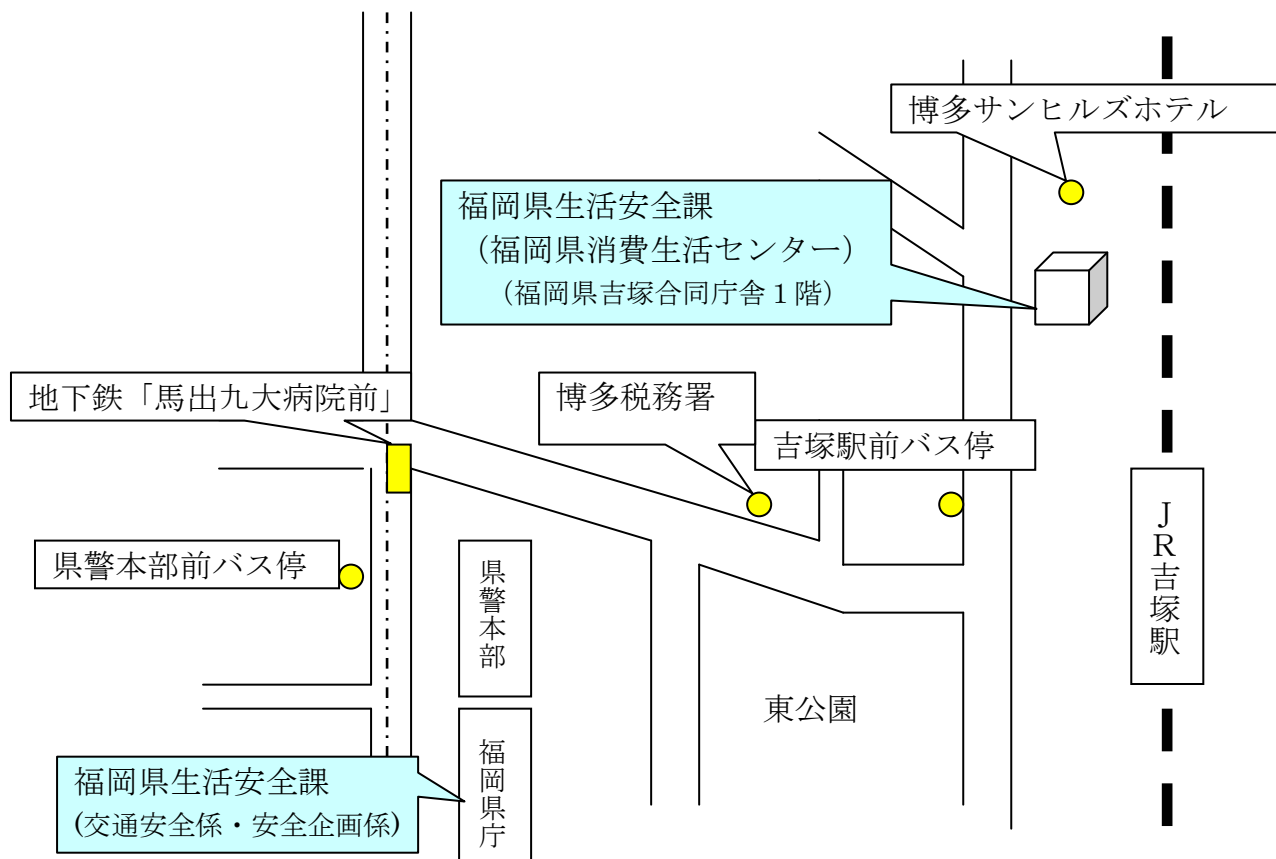 博多サンヒルズホテル
福岡県生活安全課
（福岡県消費生活センター）
（福岡県吉塚合同庁舎１階）
地下鉄「馬出九大病院前」
博多税務署
吉塚駅前バス停
ＪＲ吉塚駅
県警本部前バス停
県警本部
東公園
福岡県庁
福岡県生活安全課
(交通安全係・安全企画係)